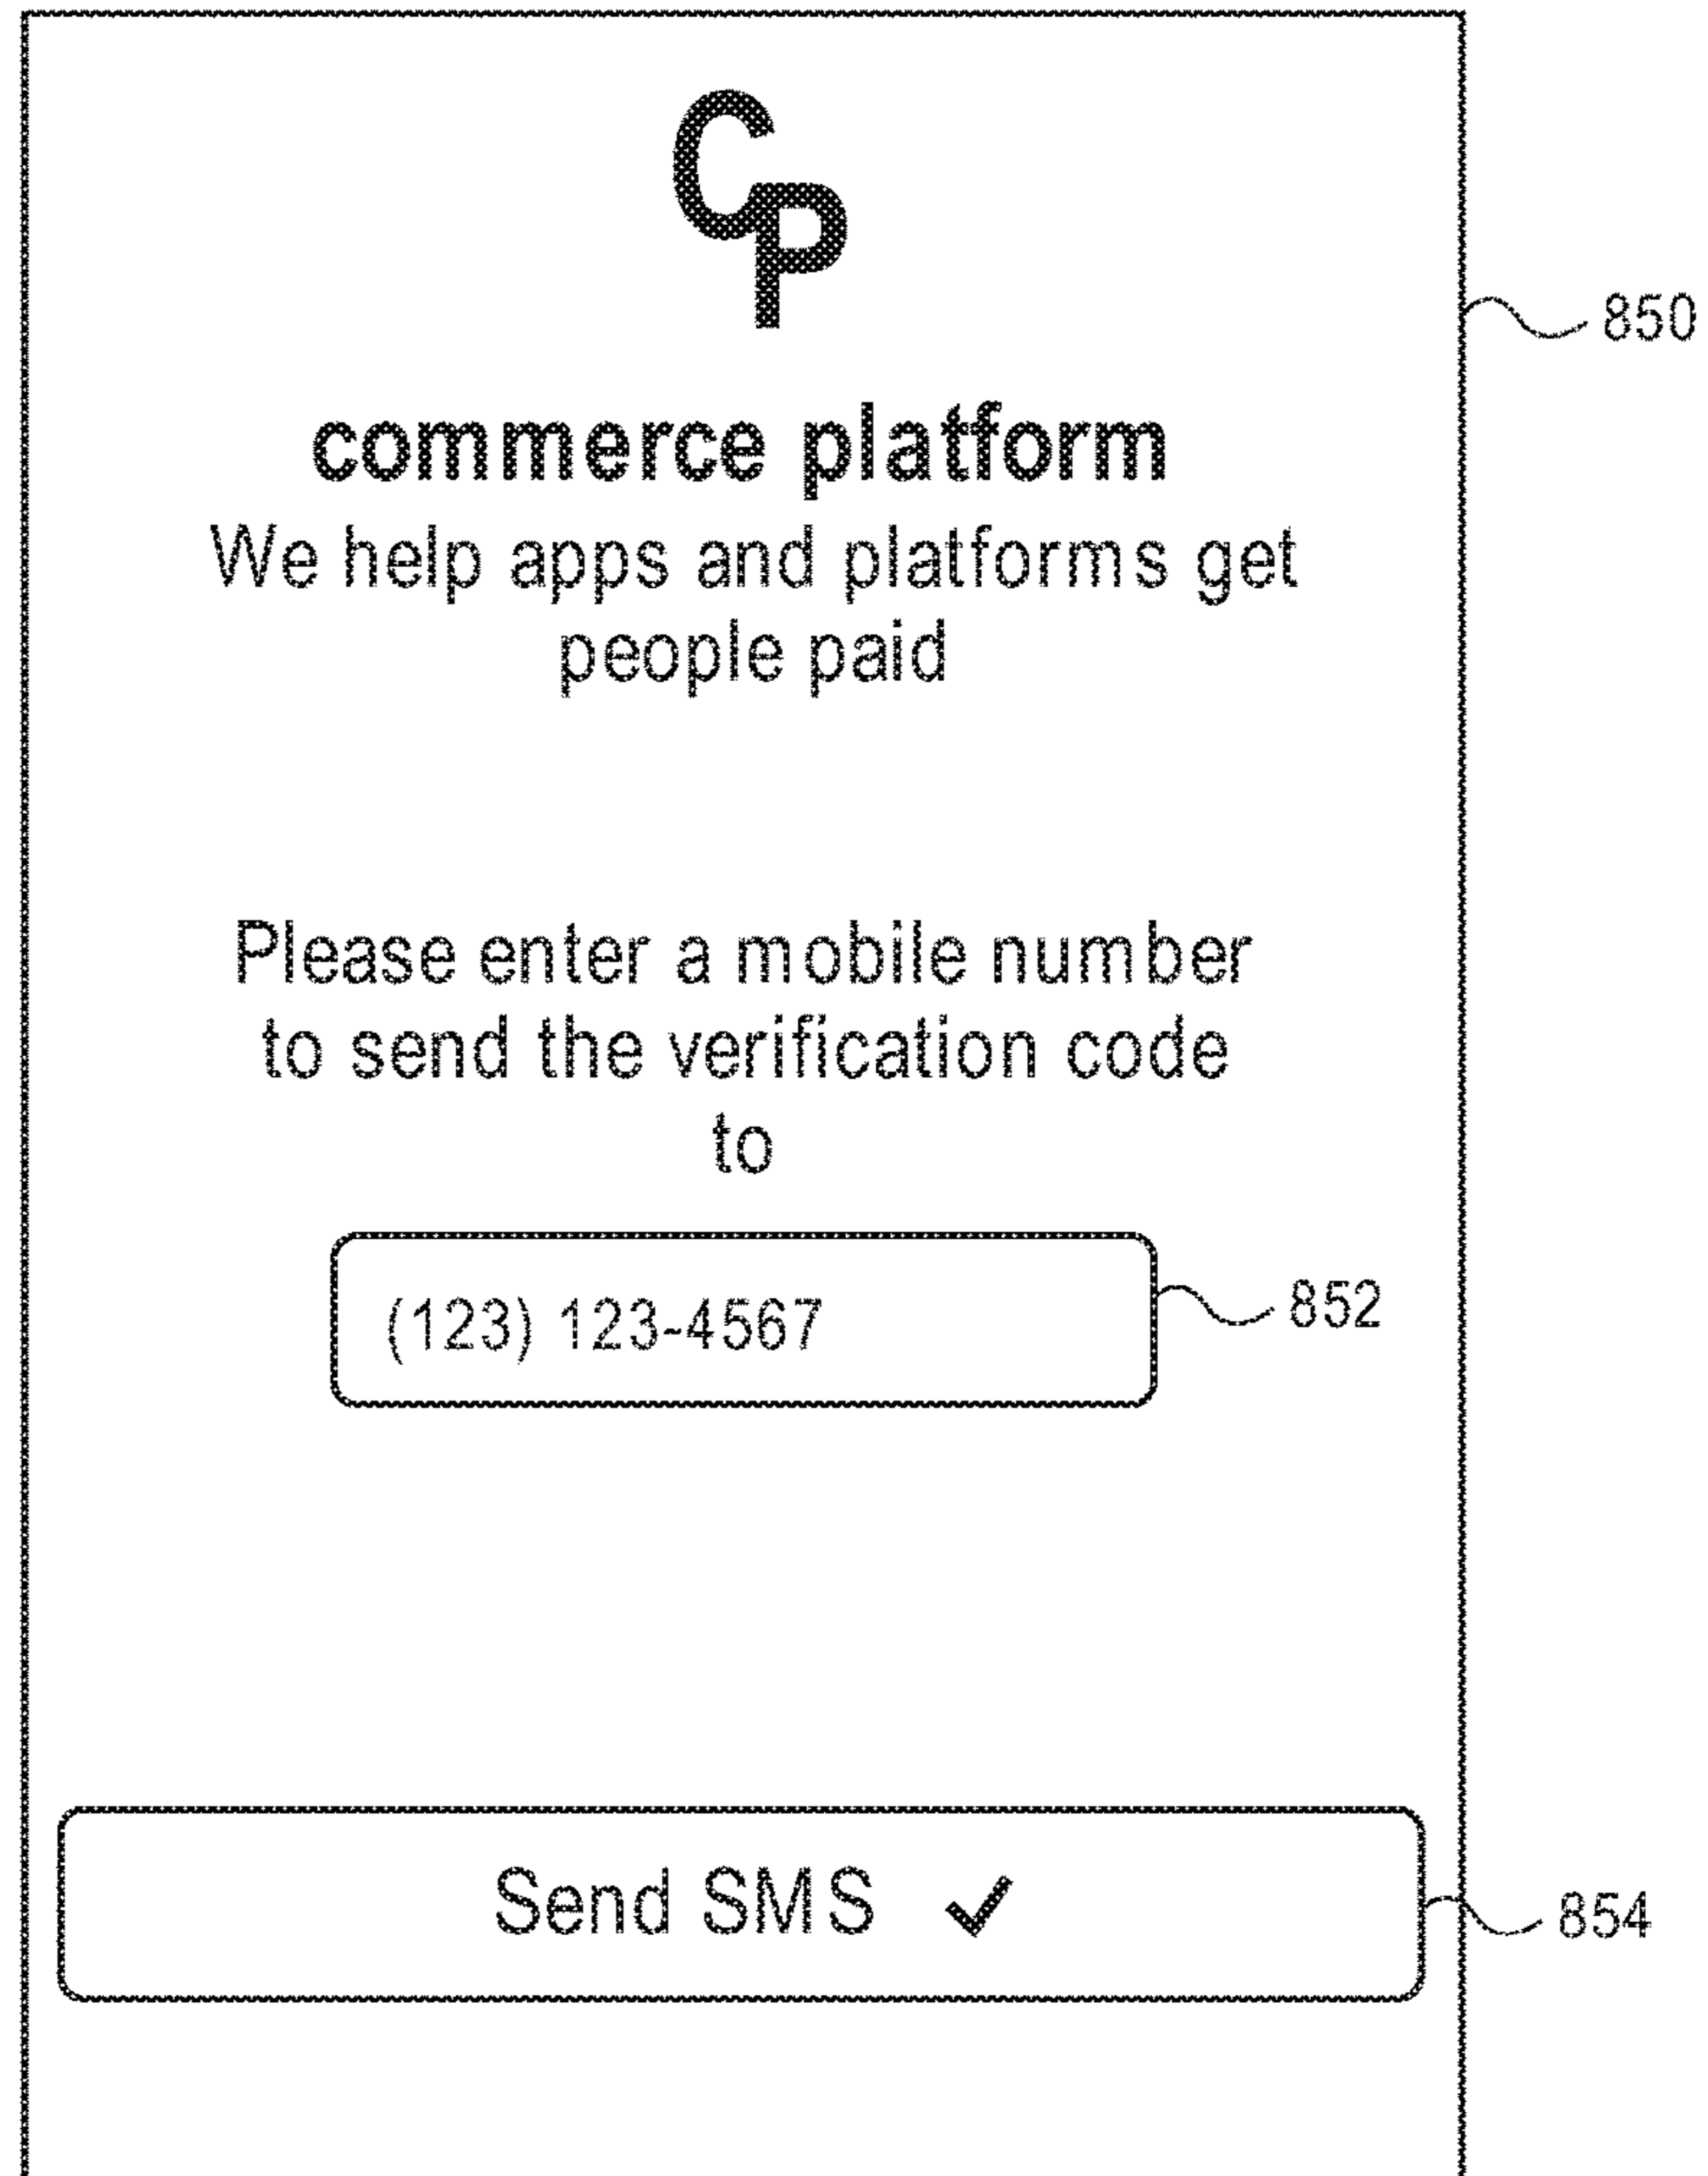 CP
850
commerce platform
We help apps and platforms get
people paid
Please enter a mobile number
to send the verification code
to
(123) 123-4567
852
Send SMS ✓
854